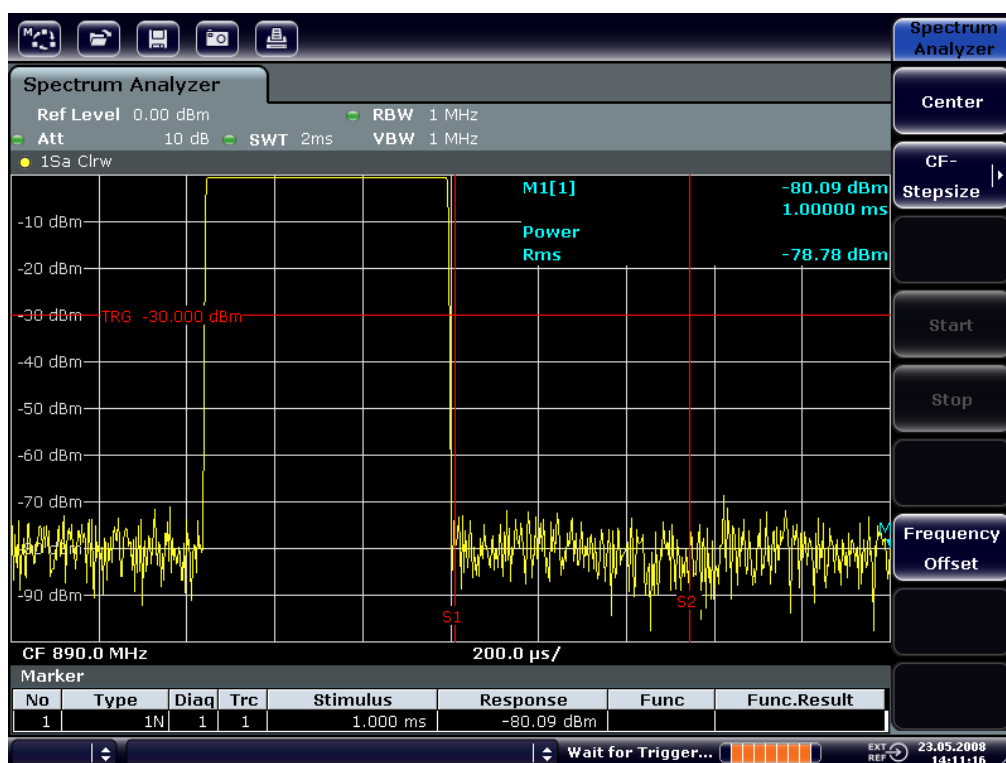 Spectrum Analyzer
Spectrum Analyzer
Ref Level 0.00 dBm RBW 1 MHz
Att 10 dB SWT 2ms VBW 1 MHz
1Sa Clrw
M1[1] -80.09 dBm
1.00000 ms
Power
Rms -78.78 dBm
-10 dBm
-20 dBm
-30 dBm TRG -30.000 dBm
-40 dBm
-50 dBm
-60 dBm
-70 dBm
-80 dBm
-90 dBm
S1
S2
CF 890.0 MHz 200.0 µs/
Marker
No Type Diag Trc Stimulus Response Func Func.Result
1 1N 1 1 1.000 ms -80.09 dBm
Wait for Trigger... EXT REF 23.05.2008
14:11:16
Center
CF-
Stepsize
Start
Stop
Frequency
Offset